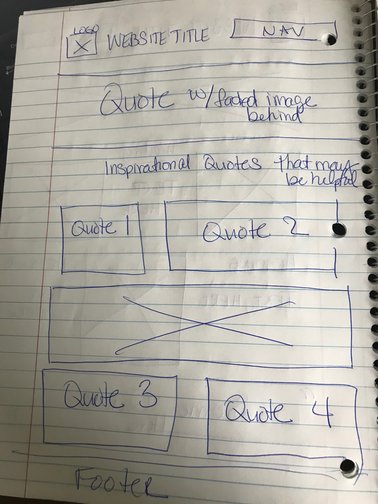 LOGO
WEBSITE TITLE
NAV
Quote w/faded image
behind
Inspirational Quotes that may
be helpful
Quote 1
Quote 2
Quote 3
Quote 4
Footer